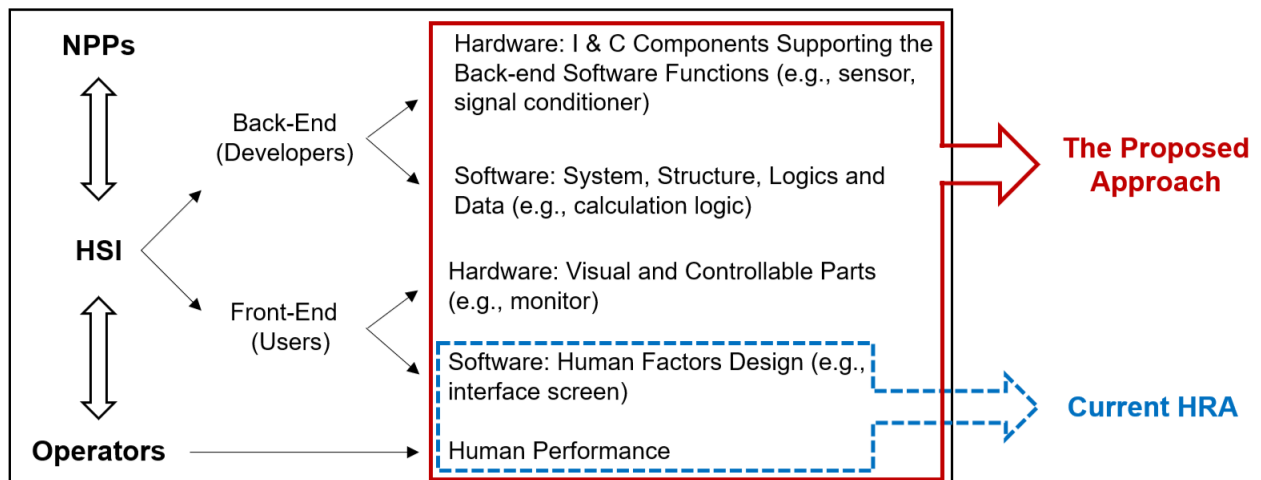 NPPs
HSI
Operators
Back-End
(Developers)
Front-End
(Users)
Hardware: I & C Components Supporting the
Back-end Software Functions (e.g., sensor,
signal conditioner)
Software: System, Structure, Logics and
Data (e.g., calculation logic)
Hardware: Visual and Controllable Parts
(e.g., monitor)
Software: Human Factors Design (e.g.,
interface screen)
Human Performance
The Proposed
Approach
Current HRA